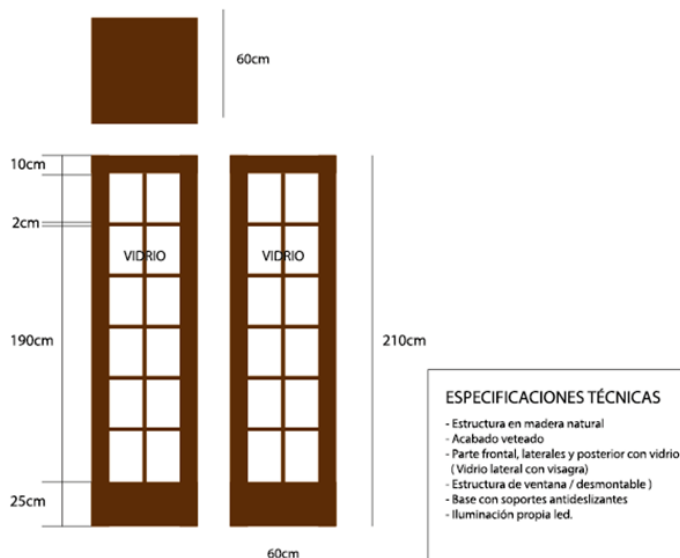 60cm
10cm
2cm
VIDRIO VIDRIO
190cm
210cm
25cm
60cm
ESPECIFICACIONES TÉCNICAS
- Estructura en madera natural
- Acabado veteado
- Parte frontal, laterales y posterior con vidrio
( Vidrio lateral con visagra)
- Estructura de ventana / desmontable )
- Base con soportes antideslizantes
- Iluminación propia led.